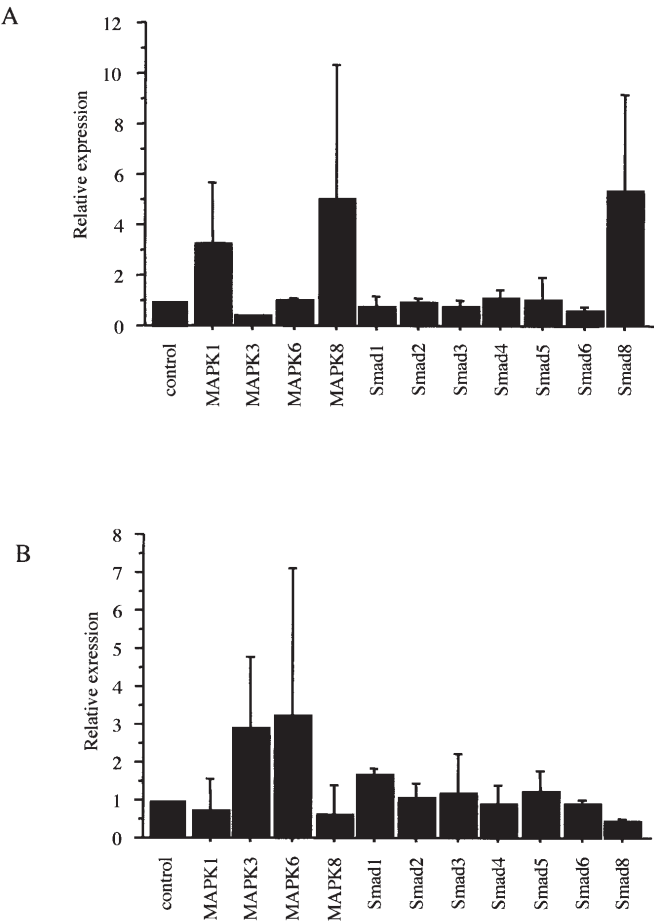 A
12
10
8
6
4
2
0
Relative expression
control
MAPK1
MAPK3
MAPK6
MAPK8
Smad1
Smad2
Smad3
Smad4
Smad5
Smad6
Smad8
B
8
7
6
5
4
3
2
1
0
Relative exression
control
MAPK1
MAPK3
MAPK6
MAPK8
Smad1
Smad2
Smad3
Smad4
Smad5
Smad6
Smad8